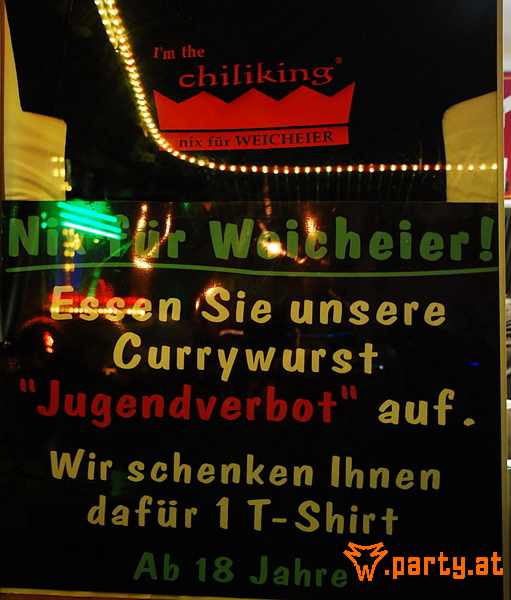 I'm the
chiliking®
nix für WEICHEIER
Nix für Weicheier!
Essen Sie unsere
Currywurst
"Jugendverbot" auf.
Wir schenken Ihnen
dafür 1 T-Shirt
Ab 18 Jahre
W.party.at